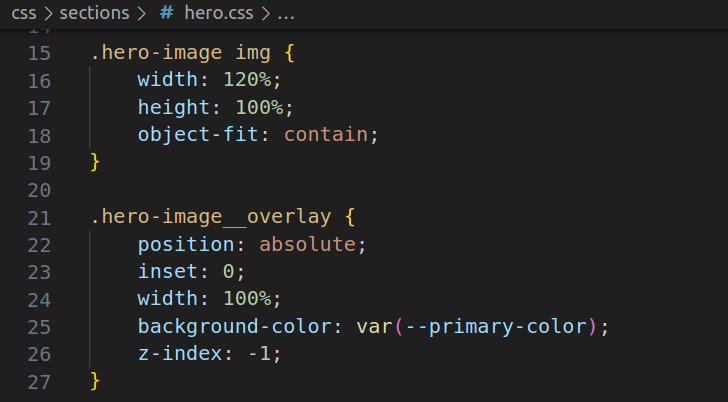 css > sections > # hero.css > ...
14
15 .hero-image img {
16     width: 120%;
17     height: 100%;
18     object-fit: contain;
19 }
20
21 .hero-image__overlay {
22     position: absolute;
23     inset: 0;
24     width: 100%;
25     background-color: var(--primary-color);
26     z-index: -1;
27 }